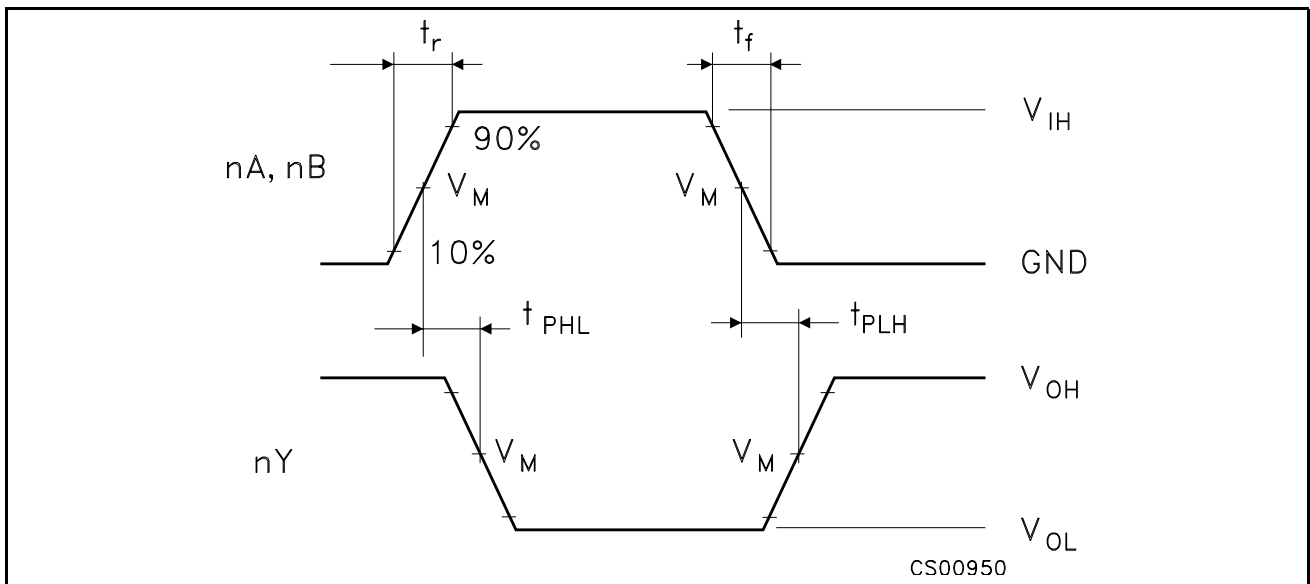 tr
tf
VIH
90%
nA, nB
VM
VM
10%
GND
tPHL
tPLH
VOH
VM
VM
nY
VOL
CS00950